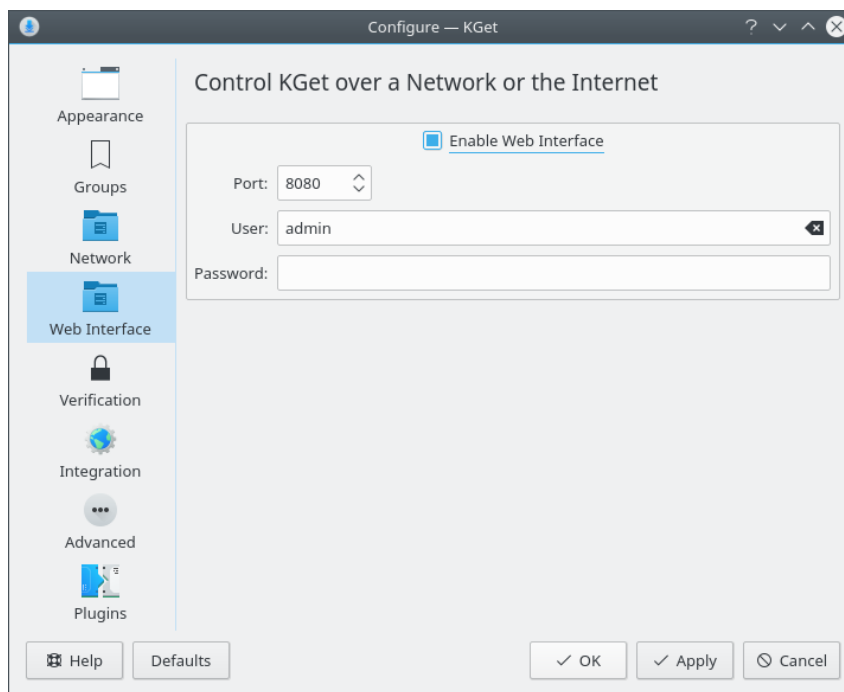 Configure — KGet
Control KGet over a Network or the Internet
Appearance
Groups
Network
Web Interface
Verification
Integration
Advanced
Plugins
Enable Web Interface
Port: 8080
User: admin
Password:
Help
Defaults
OK
Apply
Cancel